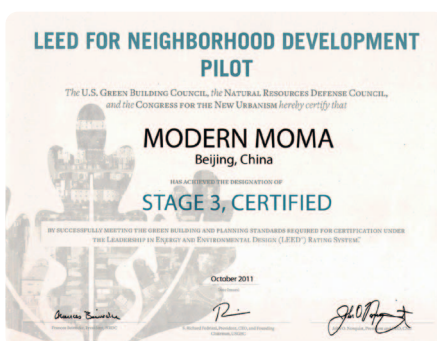 LEED FOR NEIGHBORHOOD DEVELOPMENT
PILOT
The U.S. GREEN BUILDING COUNCIL, the NATURAL RESOURCES DEFENSE COUNCIL,
and the CONGRESS FOR THE NEW URBANISM hereby certify that
MODERN MOMA
Beijing, China
HAS ACHIEVED THE DESIGNATION OF
STAGE 3, CERTIFIED
BY SUCCESSFULLY MEETING THE GREEN BUILDING AND PLANNING STANDARDS REQUIRED FOR CERTIFICATION UNDER
THE LEADERSHIP IN ENERGY AND ENVIRONMENTAL DESIGN (LEED®) RATING SYSTEM.
October 2011